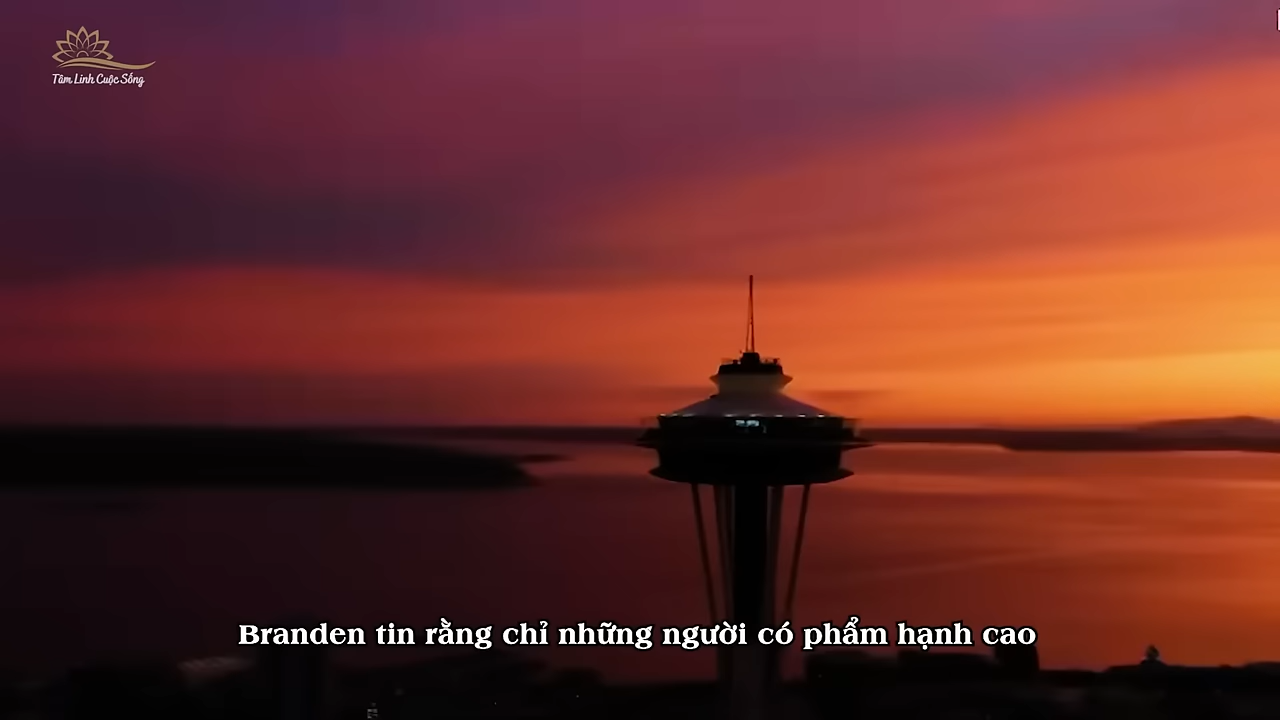 Tâm Linh Cuộc Sống
Branden tin rằng chỉ những người có phẩm hạnh cao